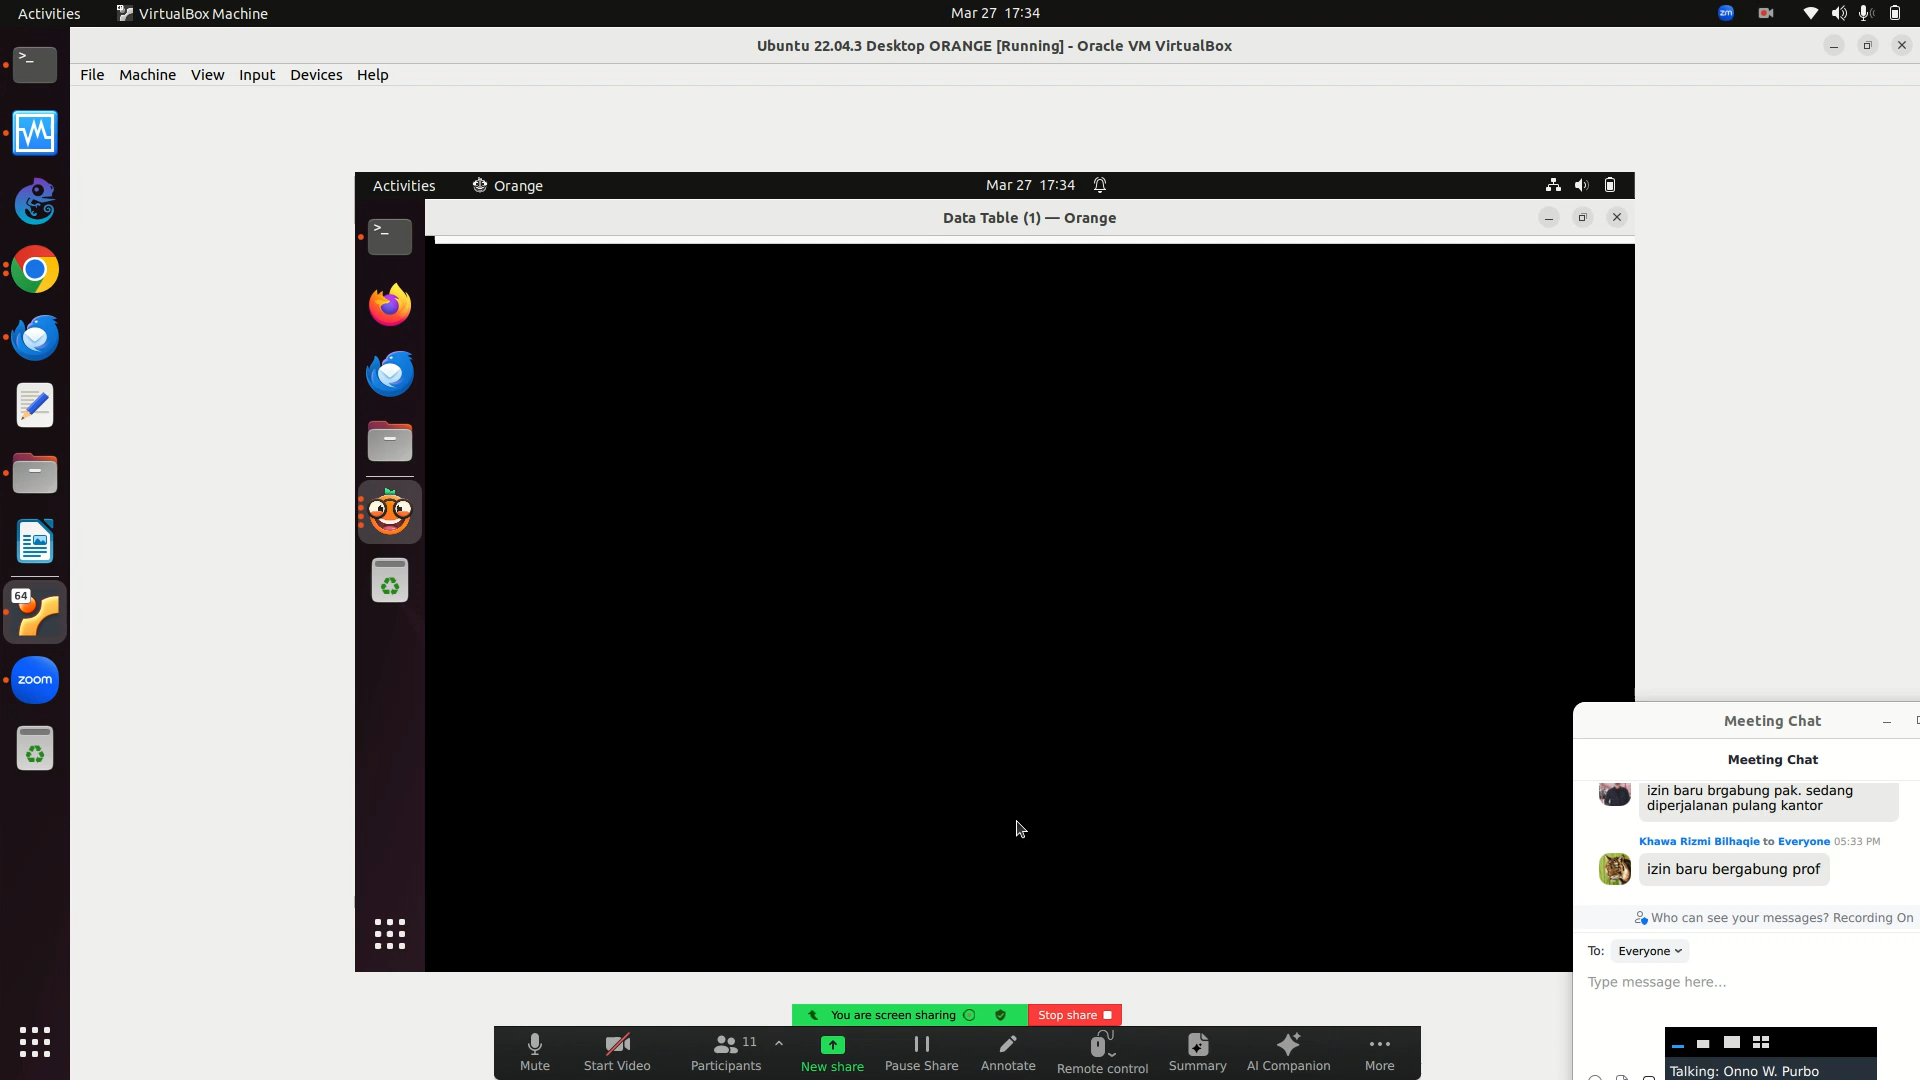 Activities
VirtualBox Machine
Mar 27 17:34
zm
Ubuntu 22.04.3 Desktop ORANGE [Running] - Oracle VM VirtualBox
File Machine View Input Devices Help
Activities
Orange
Mar 27 17:34
Data Table (1) — Orange
64
zoom
Meeting Chat
Meeting Chat
izin baru brgabung pak. sedang
diperjalanan pulang kantor
Khawa Rizmi Bilhaqie to Everyone 05:33 PM
izin baru bergabung prof
Who can see your messages? Recording On
To: Everyone
Type message here...
You are screen sharing
Stop share
11
Mute
Start Video
Participants
New share
Pause Share
Annotate
Remote control
Summary
AI Companion
More
Talking: Onno W. Purbo